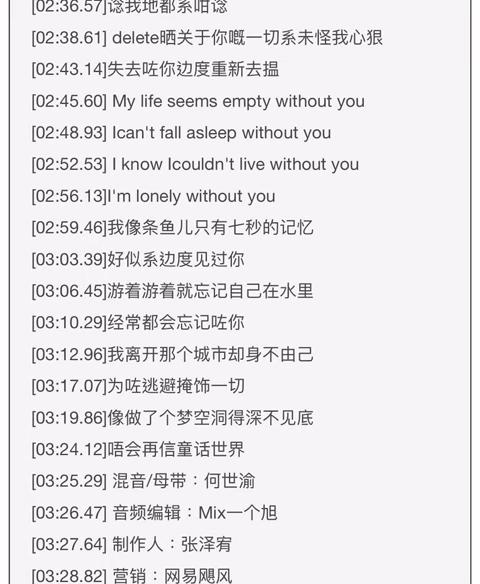 [02:36.57]谂我地都系咁谂
[02:38.61] delete晒关于你嘅一切系未怪我心狠
[02:43.14]失去咗你边度重新去揾
[02:45.60] My life seems empty without you
[02:48.93] Ican't fall asleep without you
[02:52.53] I know Icouldn't live without you
[02:56.13]I'm lonely without you
[02:59.46]我像条鱼儿只有七秒的记忆
[03:03.39]好似系边度见过你
[03:06.45]游着游着就忘记自己在水里
[03:10.29]经常都会忘记咗你
[03:12.96]我离开那个城市却身不由己
[03:17.07]为咗逃避掩饰一切
[03:19.86]像做了个梦空洞得深不见底
[03:24.12]唔会再信童话世界
[03:25.29] 混音/母带：何世渝
[03:26.47] 音频编辑：Mix一个旭
[03:27.64] 制作人：张泽宥
[03:28.82] 营销：网易飓风